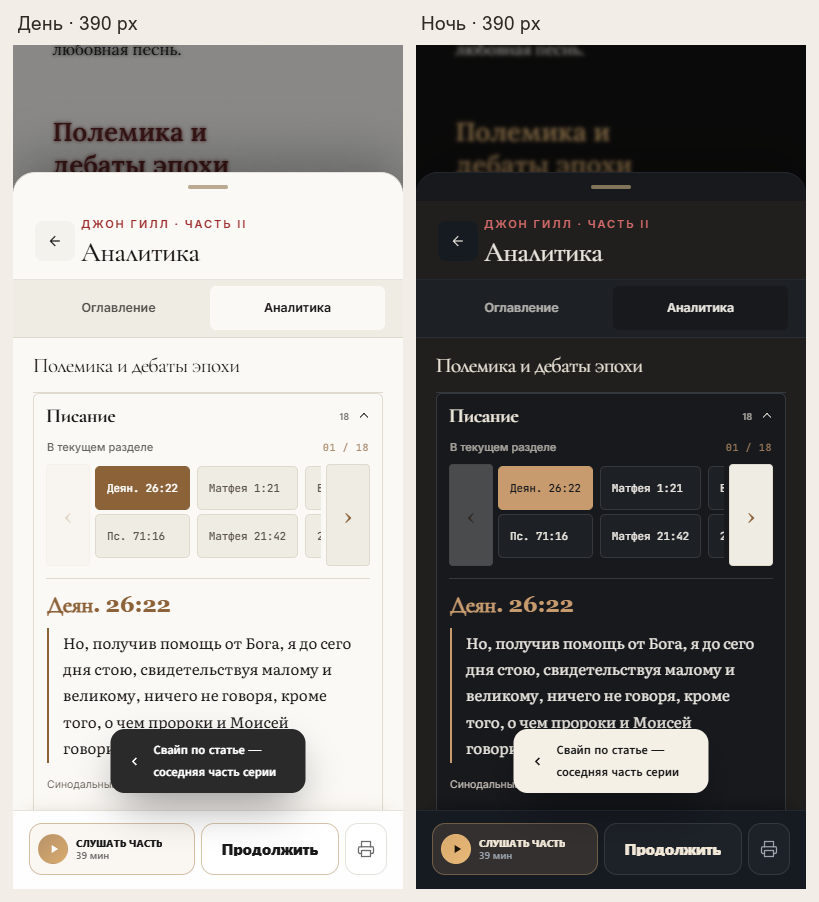 День · 390 px
любовная песнь.
Полемика и
дебаты эпохи
ДЖОН ГИЛЛ · ЧАСТЬ II
Аналитика
Оглавление
Аналитика
Полемика и дебаты эпохи
Писание
18
В текущем разделе
01 / 18
Деян. 26:22
Матфея 1:21
Пс. 71:16
Матфея 21:42
Деян. 26:22
Но, получив помощь от Бога, я до сего
дня стою, свидетельствуя малому и
великому, ничего не говоря, кроме
того, о чем пророки и Моисей
Свайп по статье —
соседняя часть серии
СЛУШАТЬ ЧАСТЬ
39 мин
Продолжить
Ночь · 390 px
любовная песнь.
Полемика и
дебаты эпохи
ДЖОН ГИЛЛ · ЧАСТЬ II
Аналитика
Оглавление
Аналитика
Полемика и дебаты эпохи
Писание
18
В текущем разделе
01 / 18
Деян. 26:22
Матфея 1:21
Пс. 71:16
Матфея 21:42
Деян. 26:22
Но, получив помощь от Бога, я до сего
дня стою, свидетельствуя малому и
великому, ничего не говоря, кроме
того, о чем пророки и Моисей
Свайп по статье —
соседняя часть серии
СЛУШАТЬ ЧАСТЬ
39 мин
Продолжить